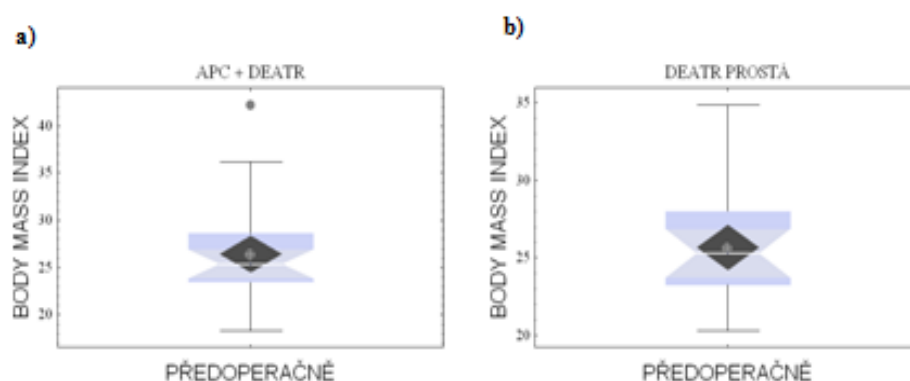 a)
APC + DEATR
BODY MASS INDEX
40
35
30
25
20
PŘEDOPERAČNĚ
b)
DEATR PROSTÁ
BODY MASS INDEX
35
30
25
20
PŘEDOPERAČNĚ